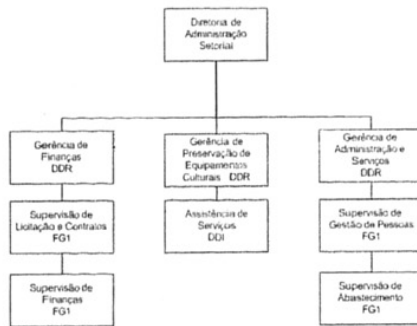 Diretoria de
Administração
Setorial
Gerência de
Finanças
DDR
Gerência de
Preservação de
Equipamentos
Culturais DDR
Gerência de
Administração e
Serviços
DDR
Supervisão de
Licitação e Contratos
FG1
Assistência de
Serviços
DDI
Supervisão de
Gestão de Pessoas
FG1
Supervisão de
Finanças
FG1
Supervisão de
Abastecimento
FG1